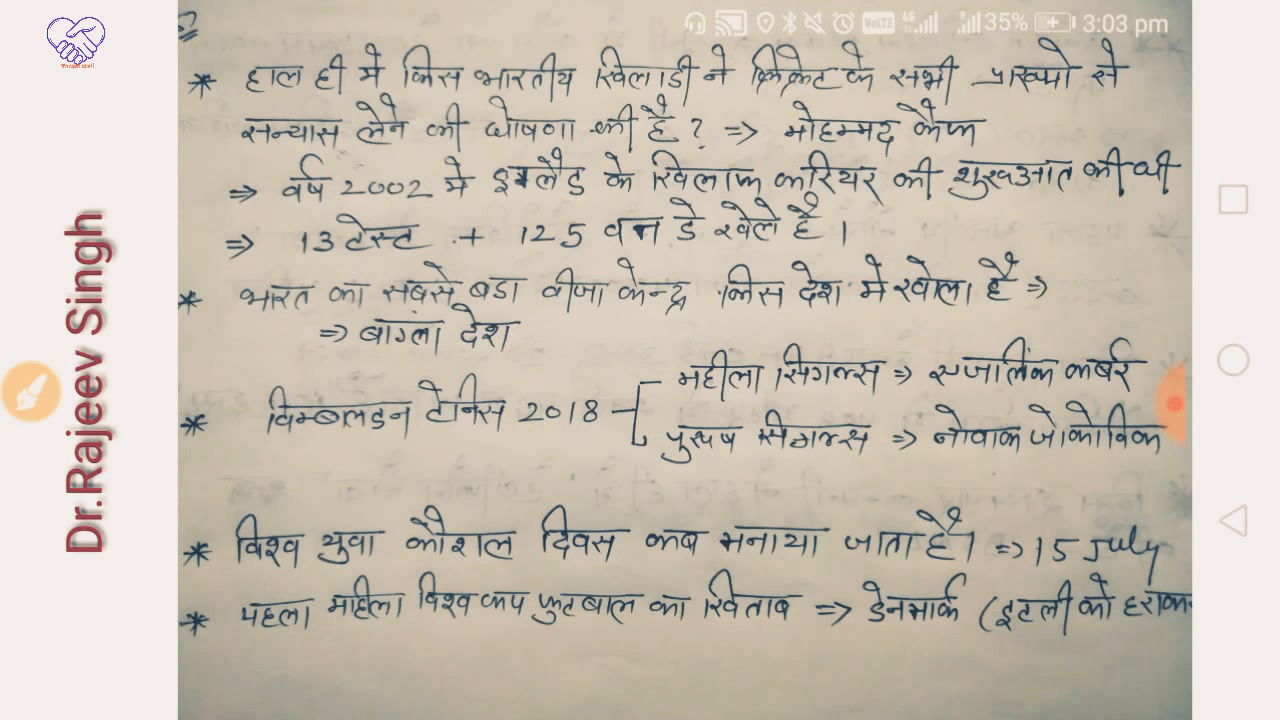 35% 3:03 pm
* हाल ही मे किस भारतीय खिलाडी ने क्रिकेट के सभी प्रारूपो से
सन्यास लेने की घोषणा की है ? => मोहम्मद कैफ
=> वर्ष 2002 मे इंग्लैड के खिलाफ करियर की शुरूआत की थी
=> 13 टेस्ट + 125 वन डे खेले है ।
* भारत का सबसे बडा वीजा केन्द्र किस देश मे खोला है =>
=> बांग्ला देश
* विम्बलडन टेनिस 2018 महीला सिंगल्स => एंजालिक कर्बर
पुरूष सिंगल्स => नोवाक जोकोविक
* विश्व युवा कौशल दिवस कब मनाया जाता है । => 15 July
* पहला महिला विश्व कप फुटबाल का खिताब => डेनमार्क (इटली को हराक
Dr.Rajeev Singh